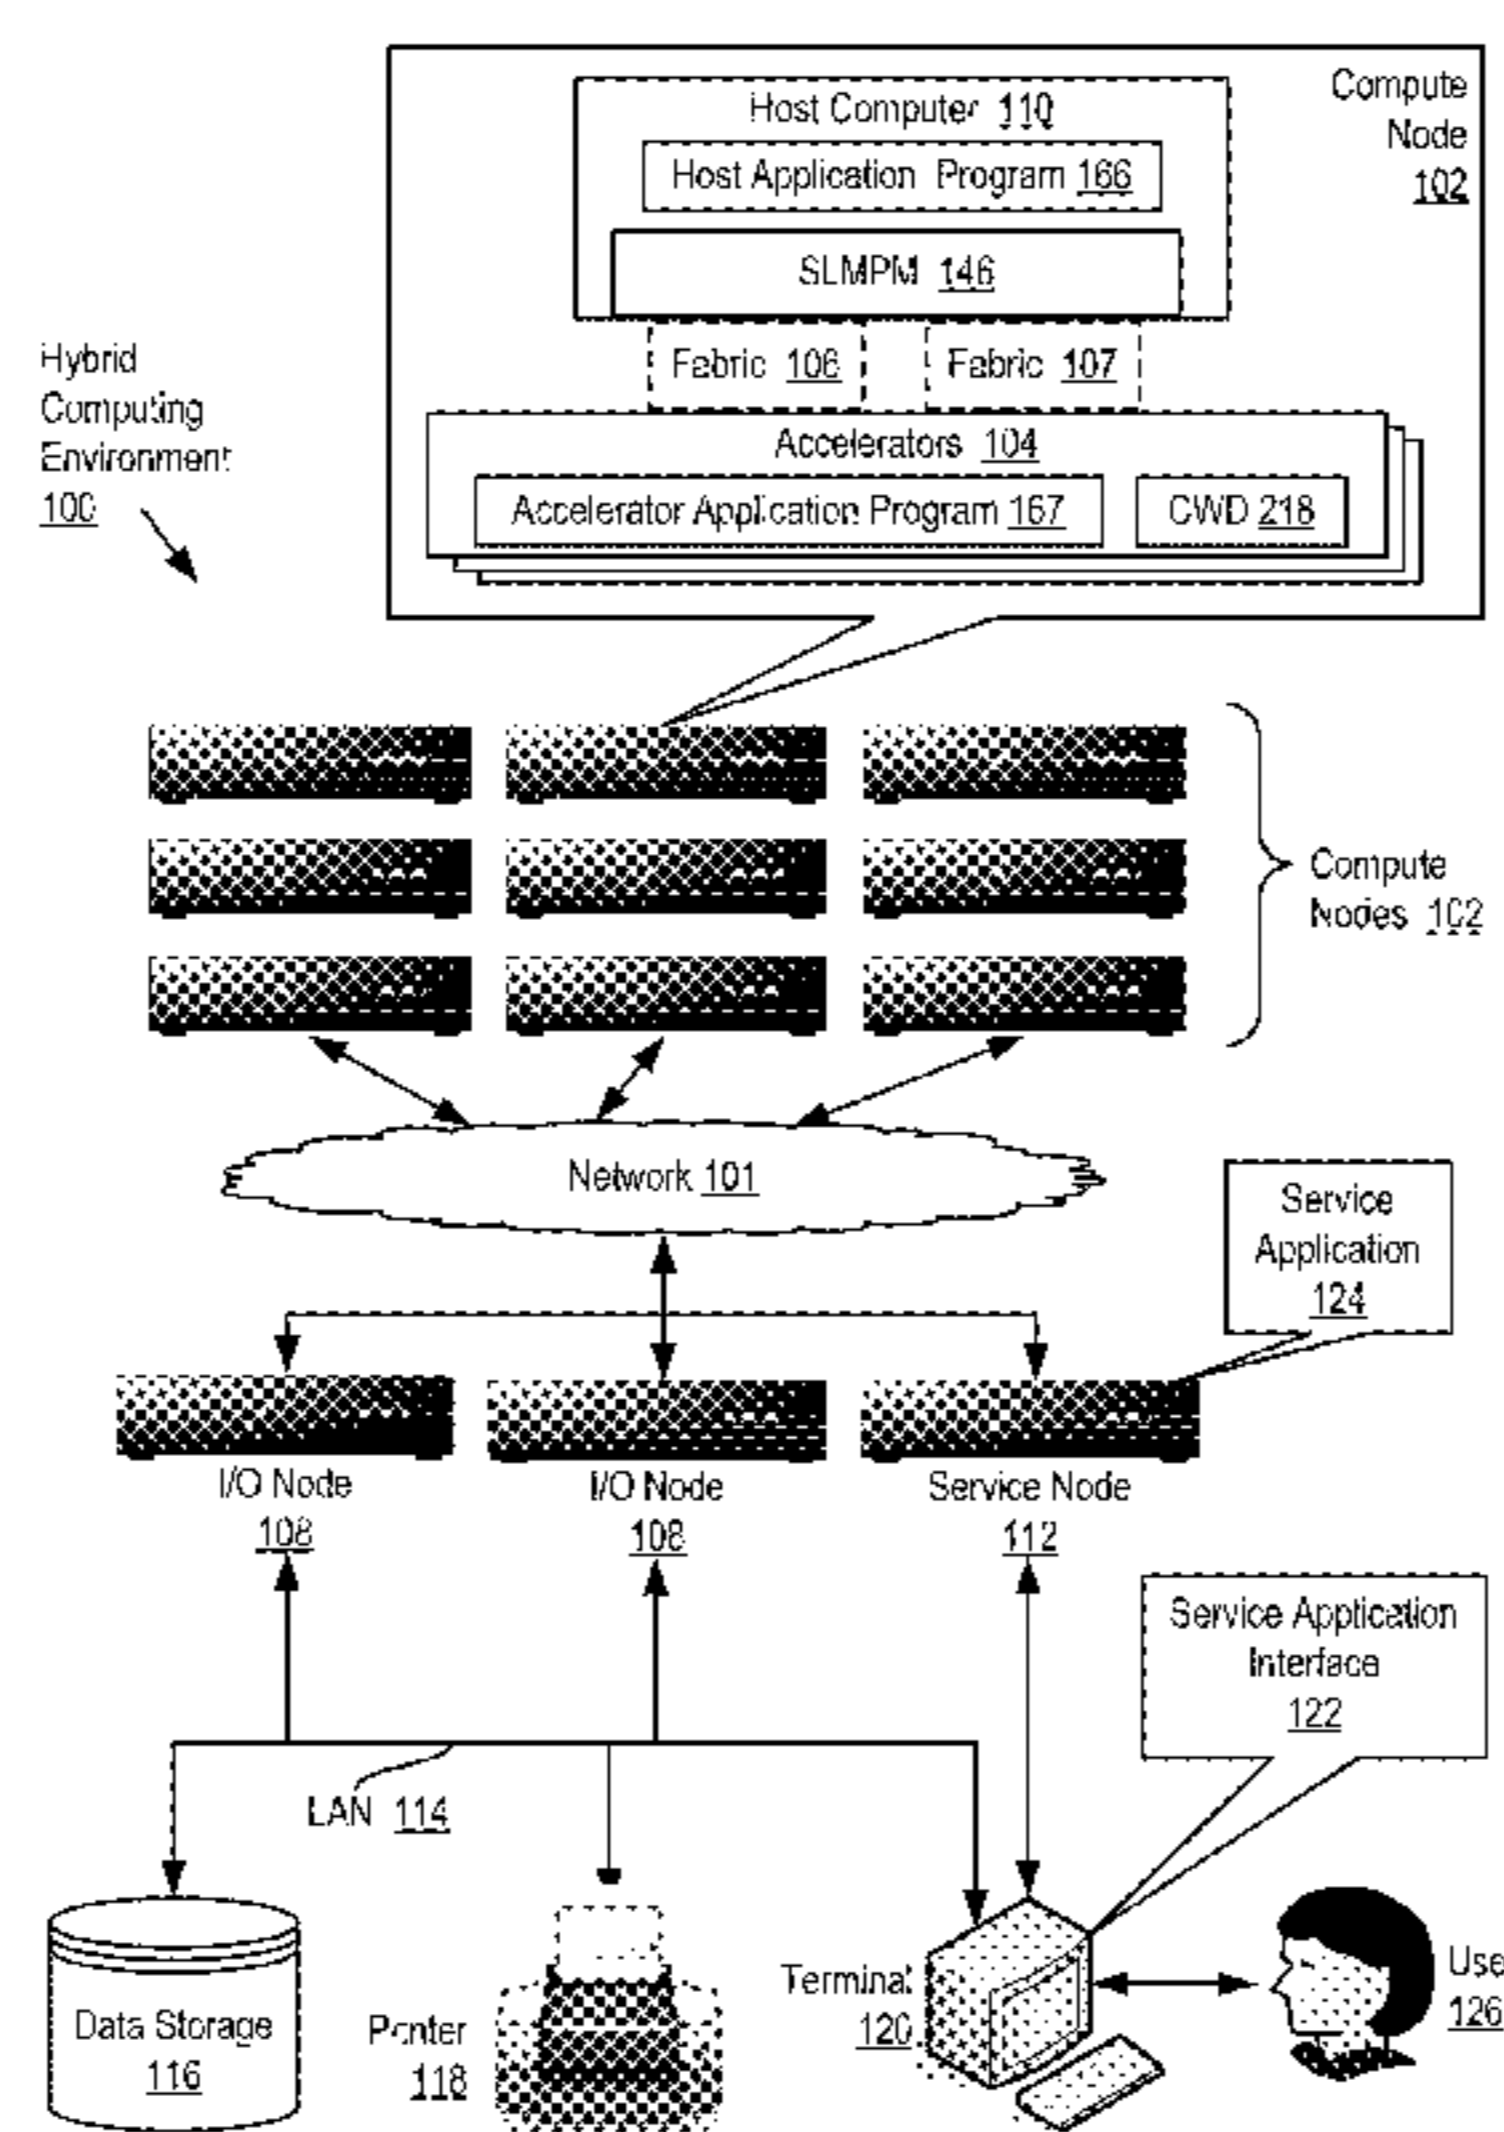 Compute
Node
102
Host Computer 110
Host Application Program 166
SLMPM 146
Fabric 106
Fabric 107
Accelerators 104
Accelerator Application Program 167
CWD 218
Hybrid
Computing
Environment
100
Compute
Nodes 102
Network 101
Service
Application
124
I/O Node
108
I/O Node
108
Service Node
112
Service Application
Interface
122
LAN 114
Data Storage
116
Printer
118
Terminal
120
Use
126